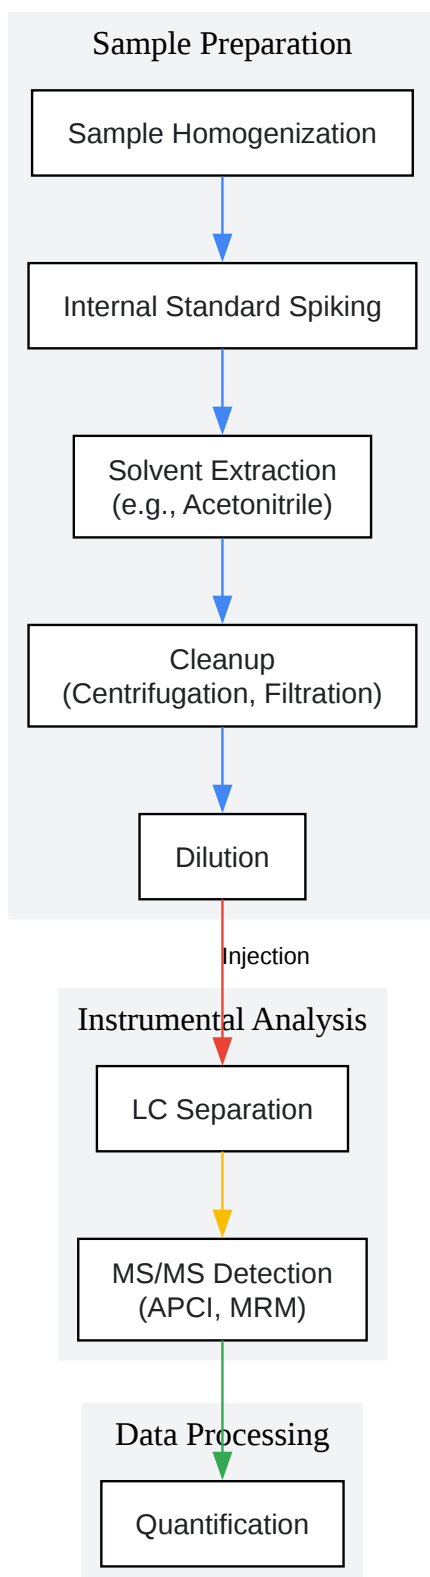 Sample Preparation
Sample Homogenization
Internal Standard Spiking
Solvent Extraction
(e.g., Acetonitrile)
Cleanup
(Centrifugation, Filtration)
Dilution
Injection
Instrumental Analysis
LC Separation
MS/MS Detection
(APCI, MRM)
Data Processing
Quantification